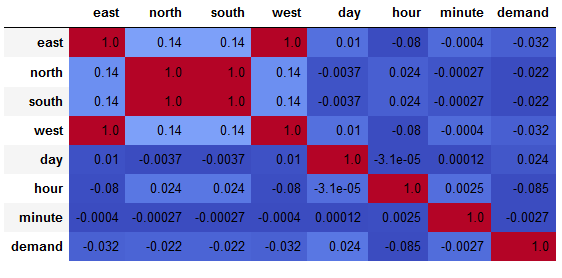 east north south west day hour minute demand
east 1.0 0.14 0.14 1.0 0.01 -0.08 -0.0004 -0.032
north 0.14 1.0 1.0 0.14 -0.0037 0.024 -0.00027 -0.022
south 0.14 1.0 1.0 0.14 -0.0037 0.024 -0.00027 -0.022
west 1.0 0.14 0.14 1.0 0.01 -0.08 -0.0004 -0.032
day 0.01 -0.0037 -0.0037 0.01 1.0 -3.1e-05 0.00012 0.024
hour -0.08 0.024 0.024 -0.08 -3.1e-05 1.0 0.0025 -0.085
minute -0.0004 -0.00027 -0.00027 -0.0004 0.00012 0.0025 1.0 -0.0027
demand -0.032 -0.022 -0.022 -0.032 0.024 -0.085 -0.0027 1.0